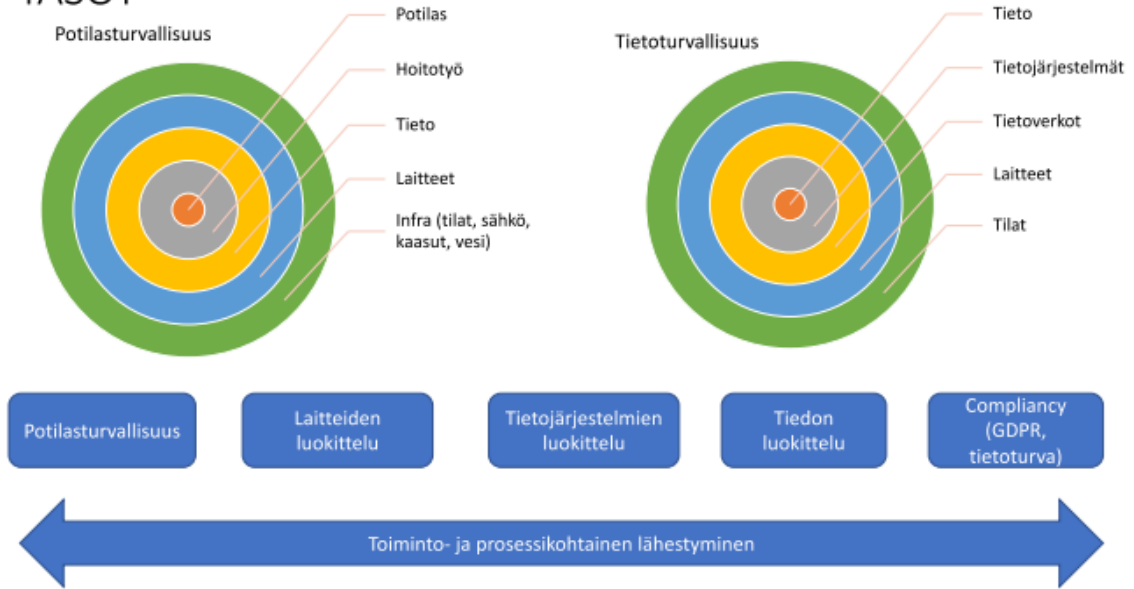 TASOT
Potilasturvallisuus
Potilas
Hoitotyö
Tieto
Laitteet
Infra (tilat, sähkö,
kaasut, vesi)
Tietoturvallisuus
Tieto
Tietojärjestelmät
Tietoverkot
Laitteet
Tilat
Potilasturvallisuus
Laitteiden
luokittelu
Tietojärjestelmien
luokittelu
Tiedon
luokittelu
Compliancy
(GDPR,
tietoturva)
Toiminto- ja prosessikohtainen lähestyminen